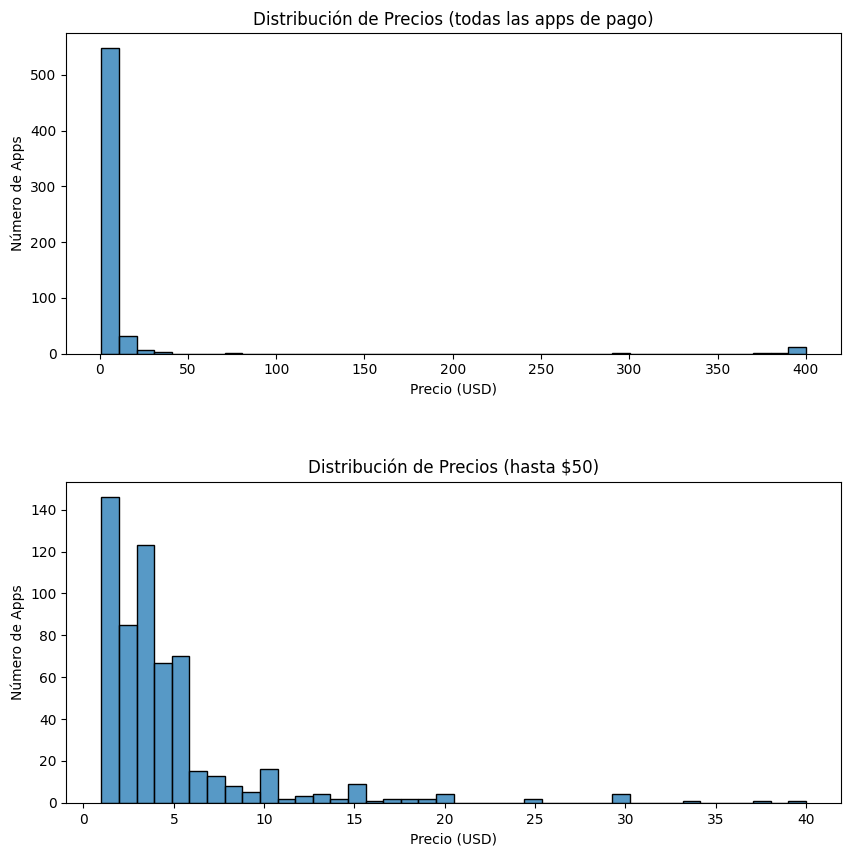 Distribución de Precios (todas las apps de pago)
Número de Apps
500
400
300
200
100
0
0 50 100 150 200 250 300 350 400
Precio (USD)
Distribución de Precios (hasta $50)
Número de Apps
140
120
100
80
60
40
20
0
0 5 10 15 20 25 30 35 40
Precio (USD)